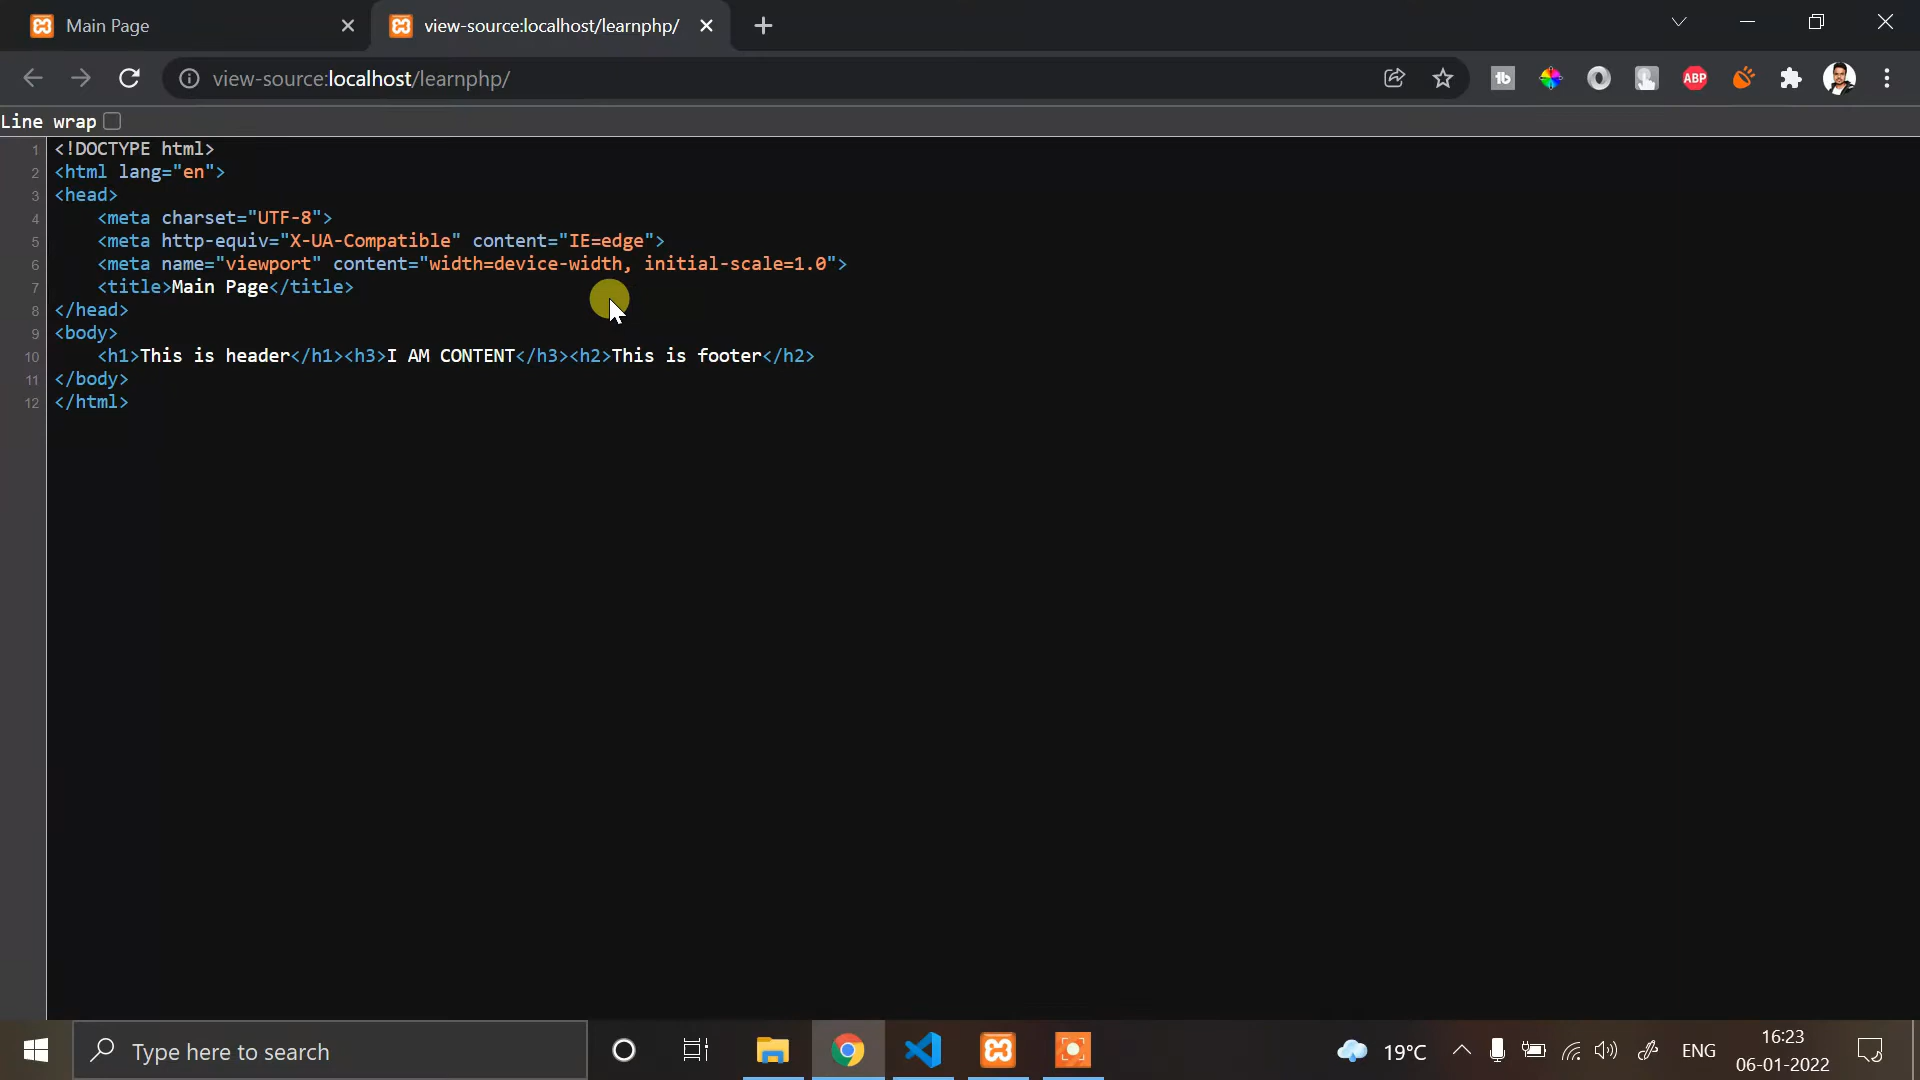 Main Page
view-source:localhost/learnphp/
view-source:localhost/learnphp/
ABP
Line wrap
1 <!DOCTYPE html>
2 <html lang="en">
3 <head>
4 <meta charset="UTF-8">
5 <meta http-equiv="X-UA-Compatible" content="IE=edge">
6 <meta name="viewport" content="width=device-width, initial-scale=1.0">
7 <title>Main Page</title>
8 </head>
9 <body>
10 <h1>This is header</h1><h3>I AM CONTENT</h3><h2>This is footer</h2>
11 </body>
12 </html>
Type here to search
19°C
ENG
16:23
06-01-2022